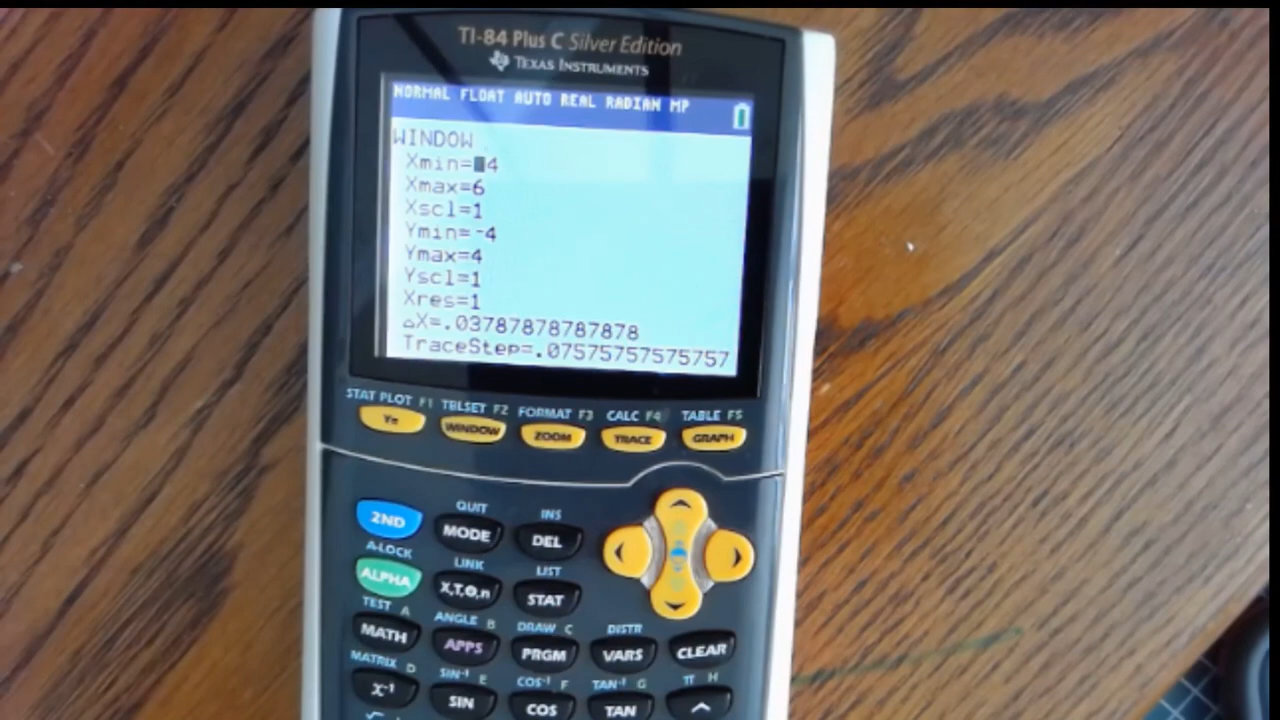 TI-84 Plus C Silver Edition
TEXAS INSTRUMENTS
NORMAL FLOAT AUTO REAL RADIAN MP
WINDOW
Xmin=4
Xmax=6
Xscl=1
Ymin=-4
Ymax=4
Yscl=1
Xres=1
△X=.03787878787878
TraceStep=.07575757575757
STAT PLOT F1 TBLSET F2 FORMAT F3 CALC F4 TABLE F5
Y= WINDOW ZOOM TRACE GRAPH
QUIT INS
2ND MODE DEL
A-LOCK LINK LIST
ALPHA X,T,Θ,n STAT
TEST A ANGLE B DRAW C DISTR
MATH APPS PRGM VARS CLEAR
MATRIX D SIN⁻¹ E COS⁻¹ F TAN⁻¹ G π H
X⁻¹ SIN COS TAN ^